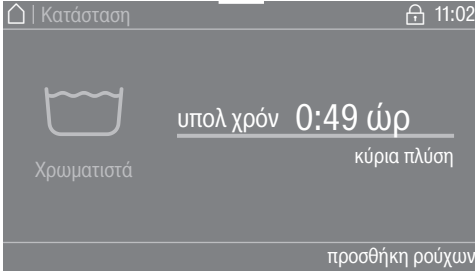 | Κατάσταση 11:02
υπολ χρόν 0:49 ώρ
κύρια πλύση
Χρωματιστά
προσθήκη ρούχων